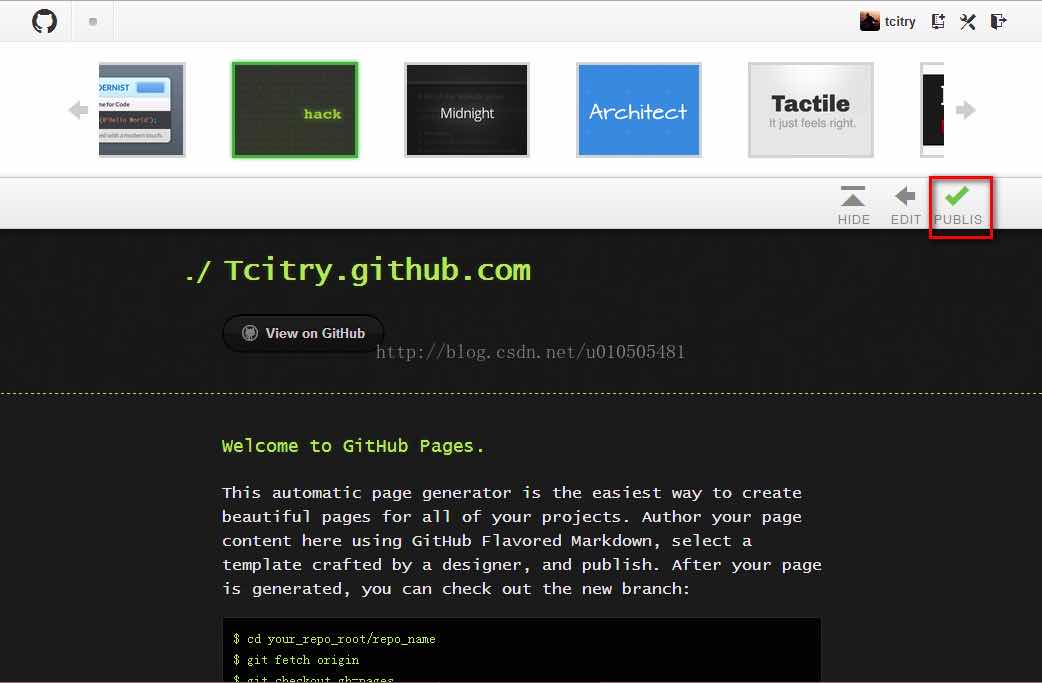 tcitry
DERNIST
me for Code
('Hello World');
ed with a modern touch.
hack
Midnight
Architect
Tactile
It just feels right.
HIDE
EDIT
PUBLIS
./ Tcitry.github.com
View on GitHub
http://blog.csdn.net/u010505481
Welcome to GitHub Pages.
This automatic page generator is the easiest way to create
beautiful pages for all of your projects. Author your page
content here using GitHub Flavored Markdown, select a
template crafted by a designer, and publish. After your page
is generated, you can check out the new branch:
$ cd your_repo_root/repo_name
$ git fetch origin
$ git checkout gh-pages